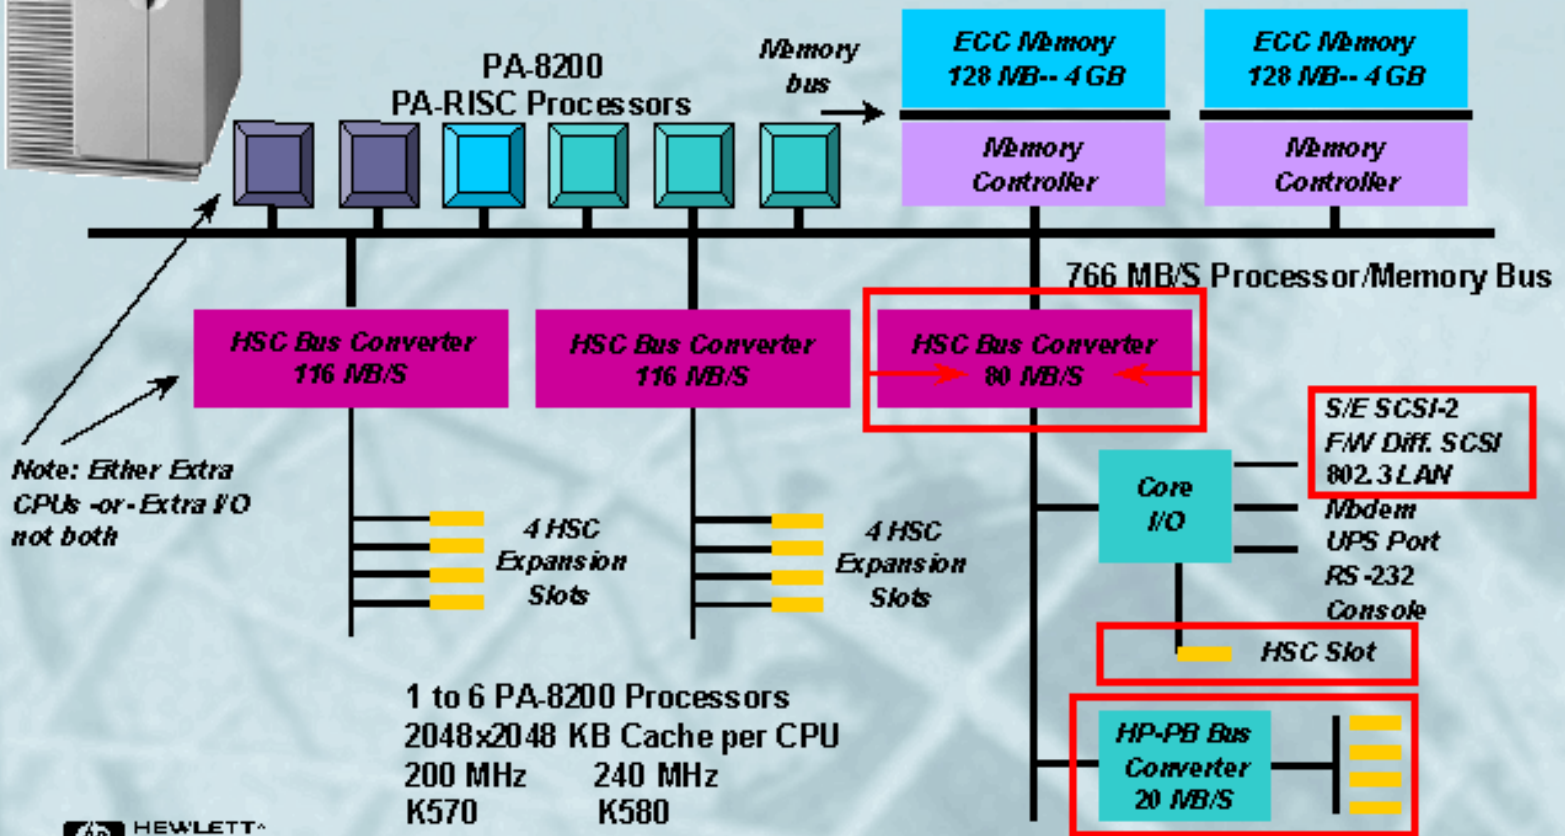 PA-8200
PA-RISC Processors
Memory
bus
ECC Memory
128 MB-- 4 GB
ECC Memory
128 MB-- 4 GB
Memory
Controller
Memory
Controller
766 MB/S Processor/Memory Bus
HSC Bus Converter
116 MB/S
HSC Bus Converter
116 MB/S
HSC Bus Converter
80 MB/S
Note: Either Extra
CPUs -or- Extra I/O
not both
4 HSC
Expansion
Slots
4 HSC
Expansion
Slots
Core
I/O
S/E SCSI-2
F/W Diff. SCSI
802.3 LAN
Modem
UPS Port
RS-232
Console
HSC Slot
HP-PB Bus
Converter
20 MB/S
1 to 6 PA-8200 Processors
2048x2048 KB Cache per CPU
200 MHz 240 MHz
K570 K580
hp HEWLETT